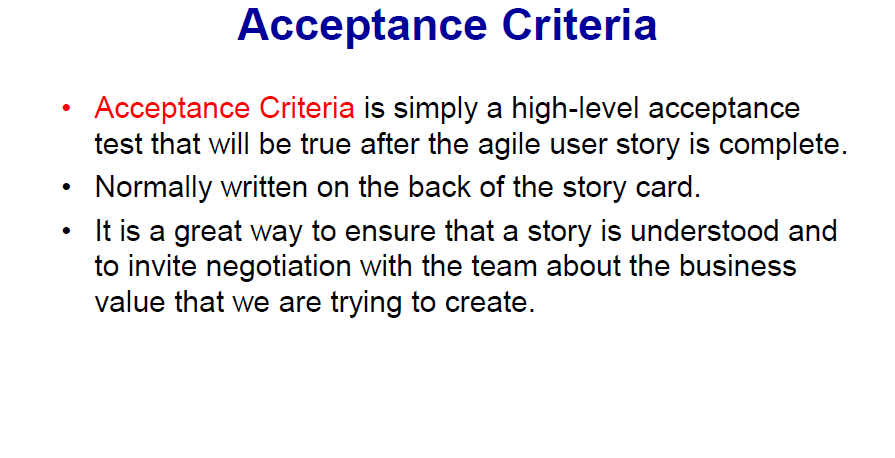 Acceptance Criteria
• Acceptance Criteria is simply a high-level acceptance
test that will be true after the agile user story is complete.
• Normally written on the back of the story card.
• It is a great way to ensure that a story is understood and
to invite negotiation with the team about the business
value that we are trying to create.